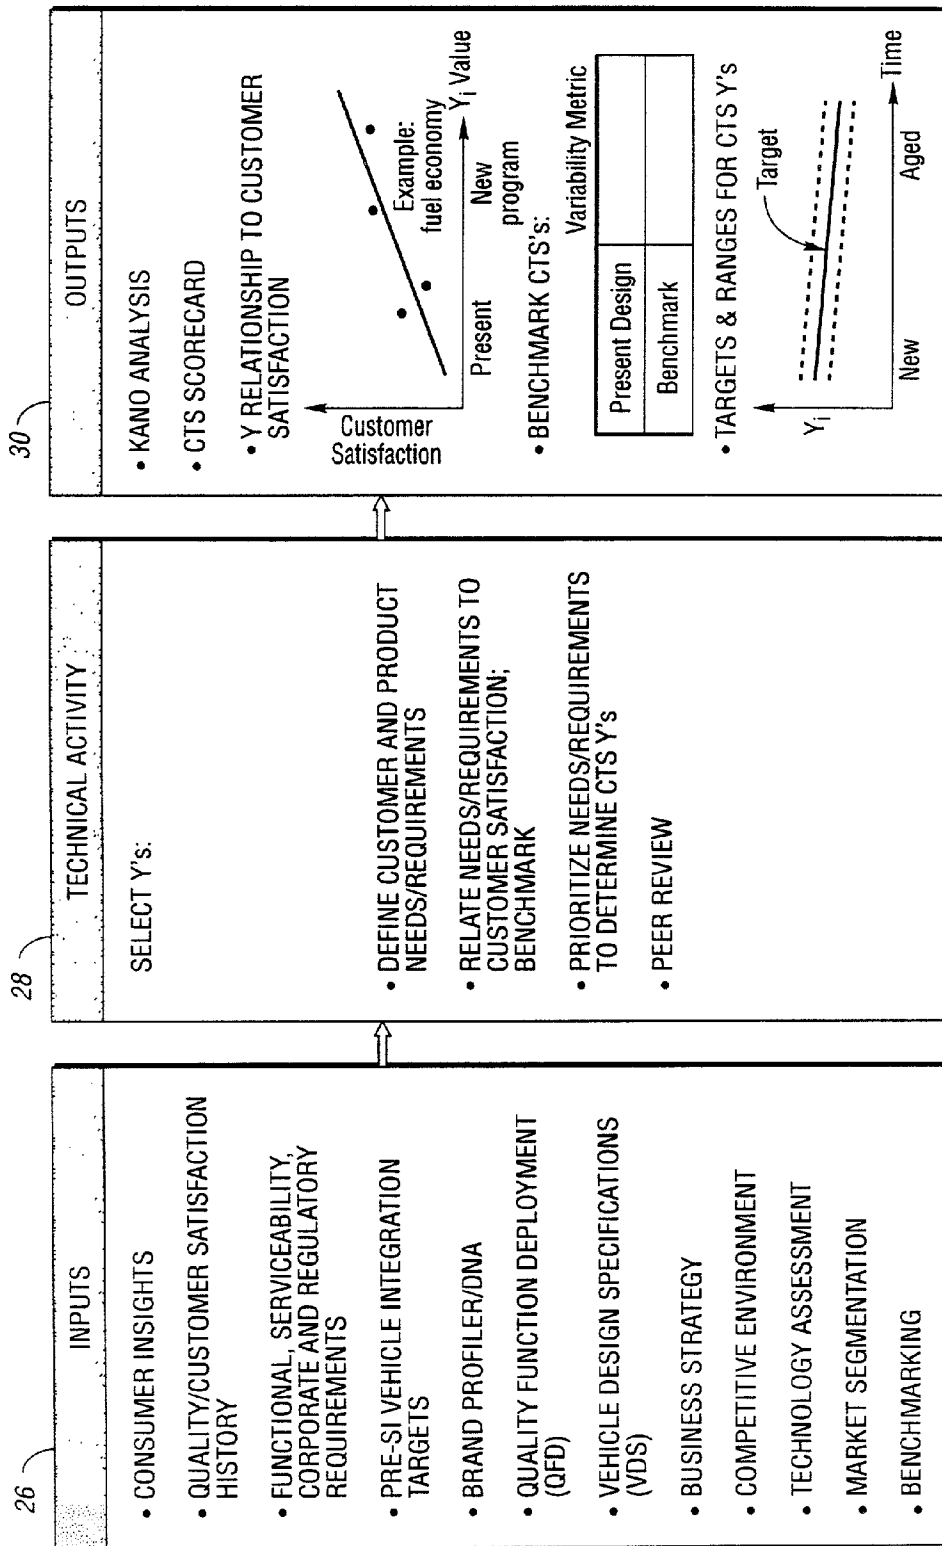 26
INPUTS
• CONSUMER INSIGHTS
• QUALITY/CUSTOMER SATISFACTION
HISTORY
• FUNCTIONAL, SERVICEABILITY,
CORPORATE AND REGULATORY
REQUIREMENTS
• PRE-SI VEHICLE INTEGRATION
TARGETS
• BRAND PROFILER/DNA
• QUALITY FUNCTION DEPLOYMENT
(QFD)
• VEHICLE DESIGN SPECIFICATIONS
(VDS)
• BUSINESS STRATEGY
• COMPETITIVE ENVIRONMENT
• TECHNOLOGY ASSESSMENT
• MARKET SEGMENTATION
• BENCHMARKING
28
TECHNICAL ACTIVITY
SELECT Y's:
• DEFINE CUSTOMER AND PRODUCT
NEEDS/REQUIREMENTS
• RELATE NEEDS/REQUIREMENTS TO
CUSTOMER SATISFACTION;
BENCHMARK
• PRIORITIZE NEEDS/REQUIREMENTS
TO DETERMINE CTS Y's
• PEER REVIEW
30
OUTPUTS
• KANO ANALYSIS
• CTS SCORECARD
• Y RELATIONSHIP TO CUSTOMER
SATISFACTION
Customer
Satisfaction
Example:
fuel economy
Yi Value
Present
New
program
• BENCHMARK CTS's:
Variability Metric
Present Design
Benchmark
• TARGETS & RANGES FOR CTS Y's
Yi
Target
New
Aged
Time